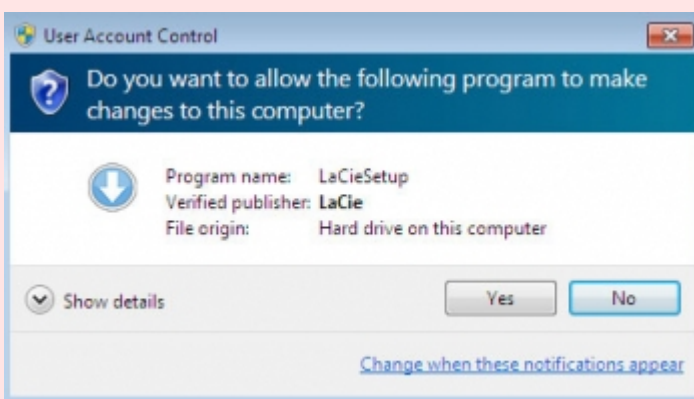 User Account Control
Do you want to allow the following program to make
changes to this computer?
Program name: LaCieSetup
Verified publisher: LaCie
File origin: Hard drive on this computer
Show details
Yes No
Change when these notifications appear